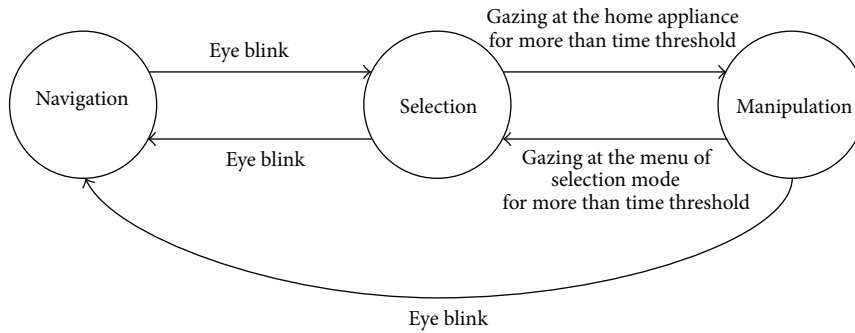 Gazing at the home appliance
for more than time threshold
Eye blink
Navigation
Selection
Manipulation
Eye blink
Gazing at the menu of
selection mode
for more than time threshold
Eye blink